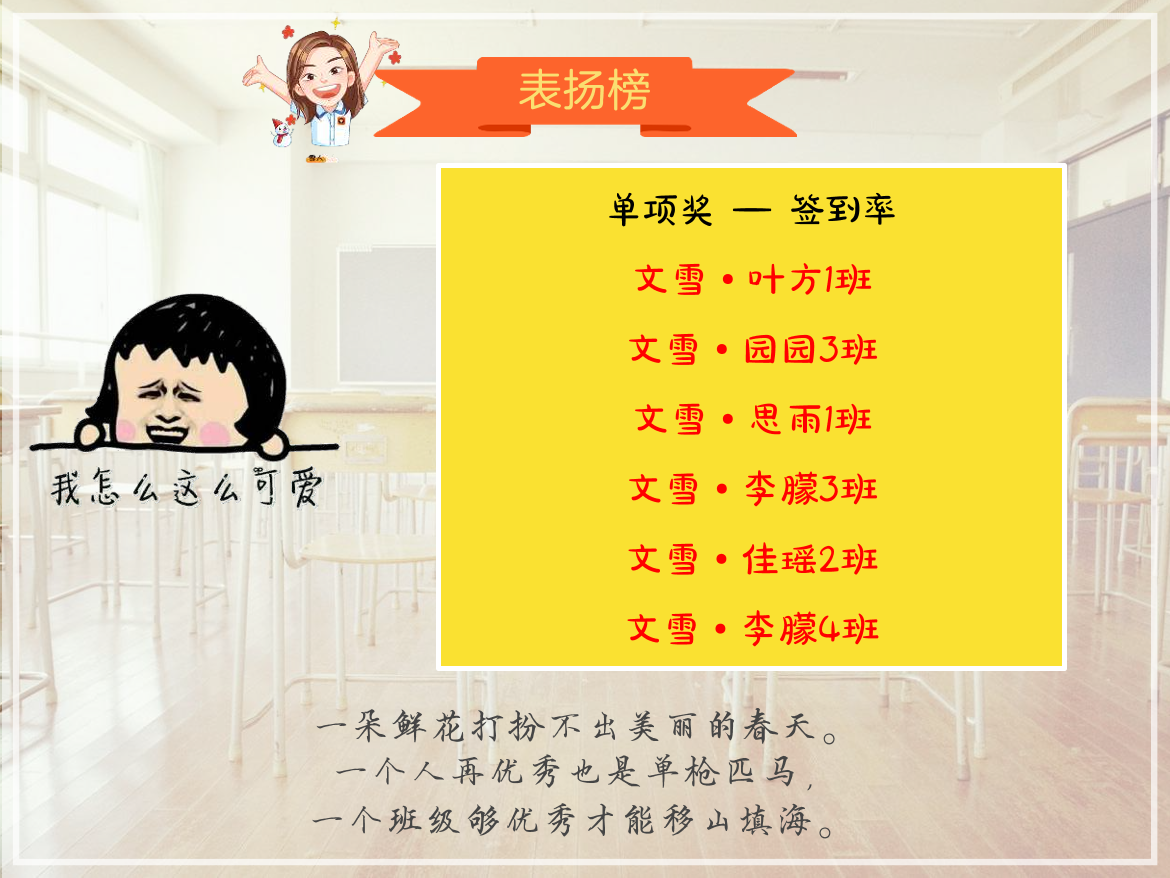 表扬榜
单项奖 — 签到率
文雪·叶方1班
文雪·园园3班
文雪·思雨1班
文雪·李朦3班
文雪·佳瑶2班
文雪·李朦4班
我怎么这么可爱
一朵鲜花打扮不出美丽的春天。
一个人再优秀也是单枪匹马，
一个班级够优秀才能移山填海。